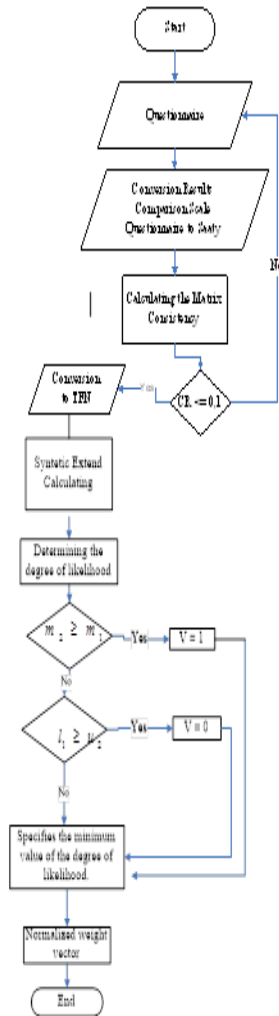 Start
Questionnaire
Conversion Results
Comparison Scale
Questionnaire to Saaty
Calculating the Matrix
Consistency
No
CR <= 0,1
Yes
Conversion
to TFN
Syntetic Extend
Calculating
Determining the
degree of likelihood
m₂ ≥ m₁
Yes
V = 1
No
l₁ ≥ u₂
Yes
V = 0
No
Specifies the minimum
value of the degree of
likelihood.
Normalized weight
vector
End